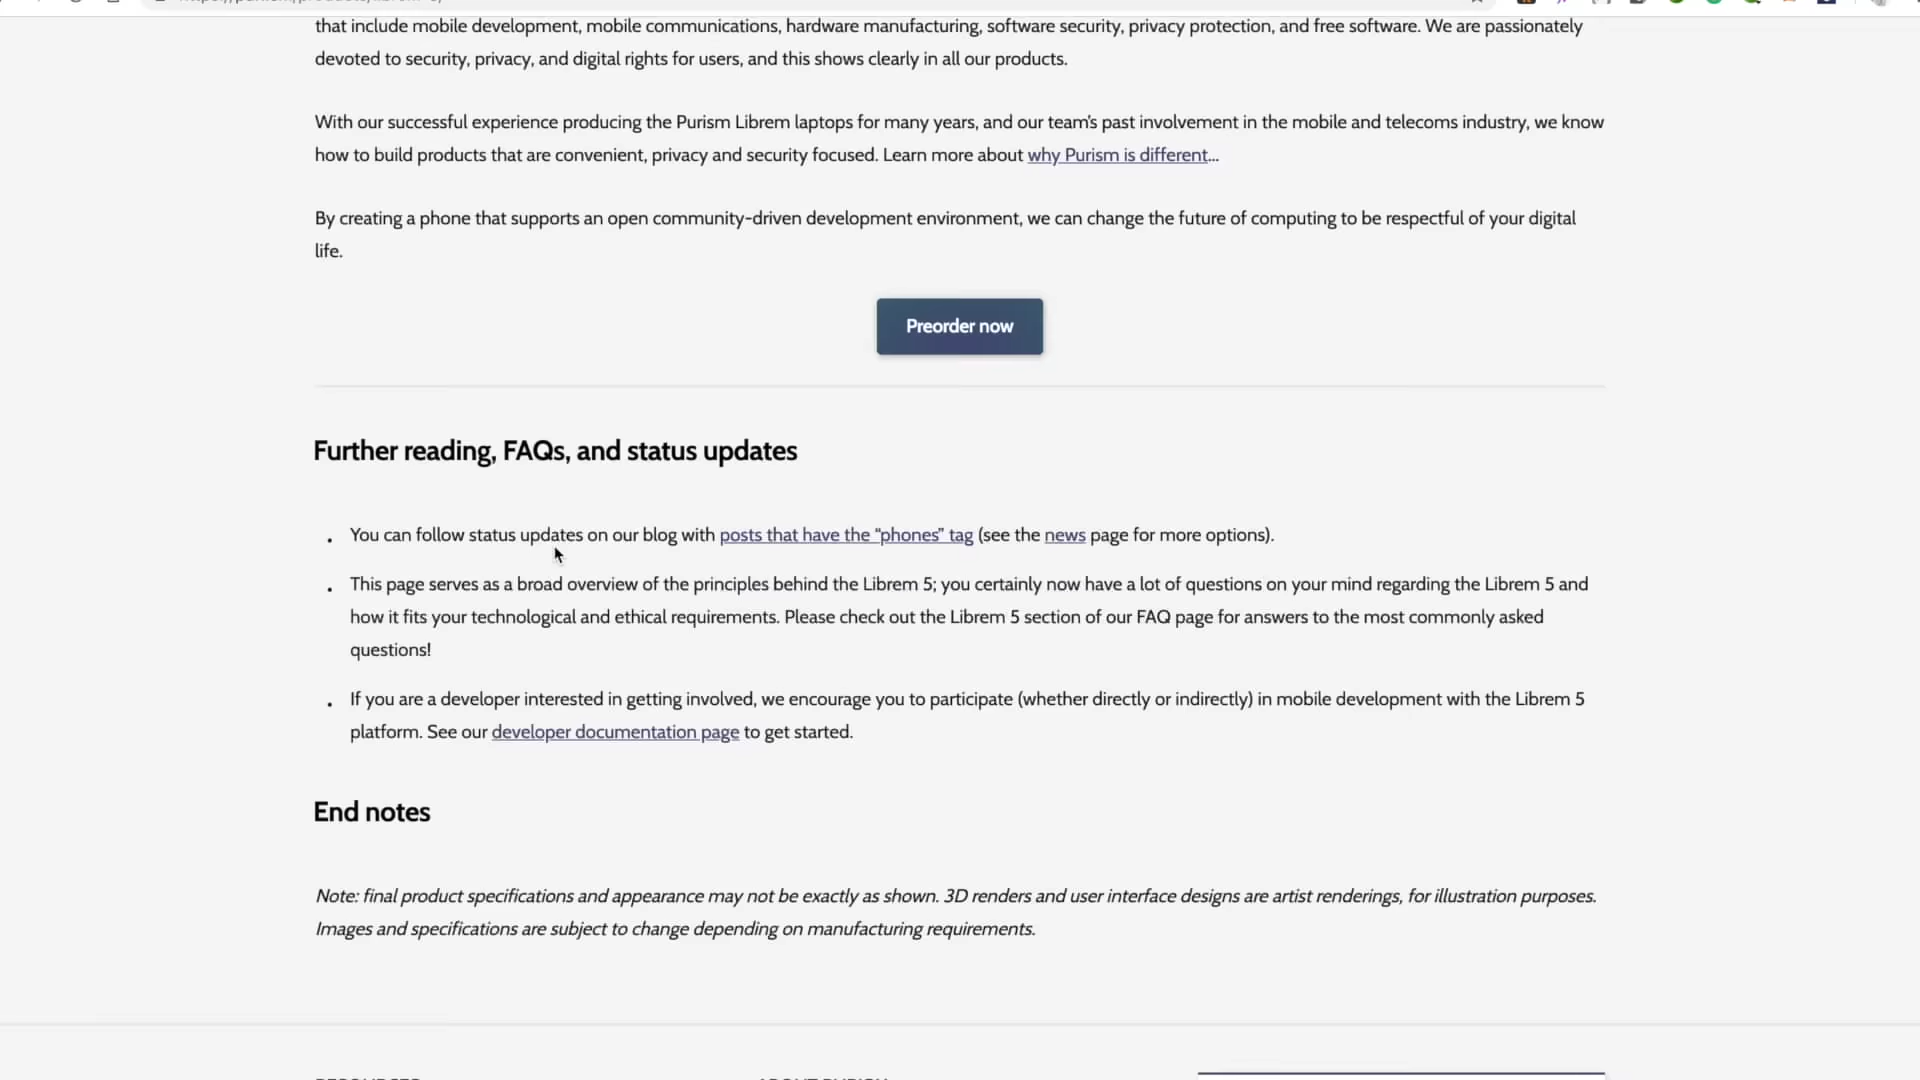 that include mobile development, mobile communications, hardware manufacturing, software security, privacy protection, and free software. We are passionately
devoted to security, privacy, and digital rights for users, and this shows clearly in all our products.
With our successful experience producing the Purism Librem laptops for many years, and our team's past involvement in the mobile and telecoms industry, we know
how to build products that are convenient, privacy and security focused. Learn more about why Purism is different...
By creating a phone that supports an open community-driven development environment, we can change the future of computing to be respectful of your digital
life.
Preorder now
Further reading, FAQs, and status updates
• You can follow status updates on our blog with posts that have the “phones” tag (see the news page for more options).
• This page serves as a broad overview of the principles behind the Librem 5; you certainly now have a lot of questions on your mind regarding the Librem 5 and
how it fits your technological and ethical requirements. Please check out the Librem 5 section of our FAQ page for answers to the most commonly asked
questions!
• If you are a developer interested in getting involved, we encourage you to participate (whether directly or indirectly) in mobile development with the Librem 5
platform. See our developer documentation page to get started.
End notes
Note: final product specifications and appearance may not be exactly as shown. 3D renders and user interface designs are artist renderings, for illustration purposes.
Images and specifications are subject to change depending on manufacturing requirements.